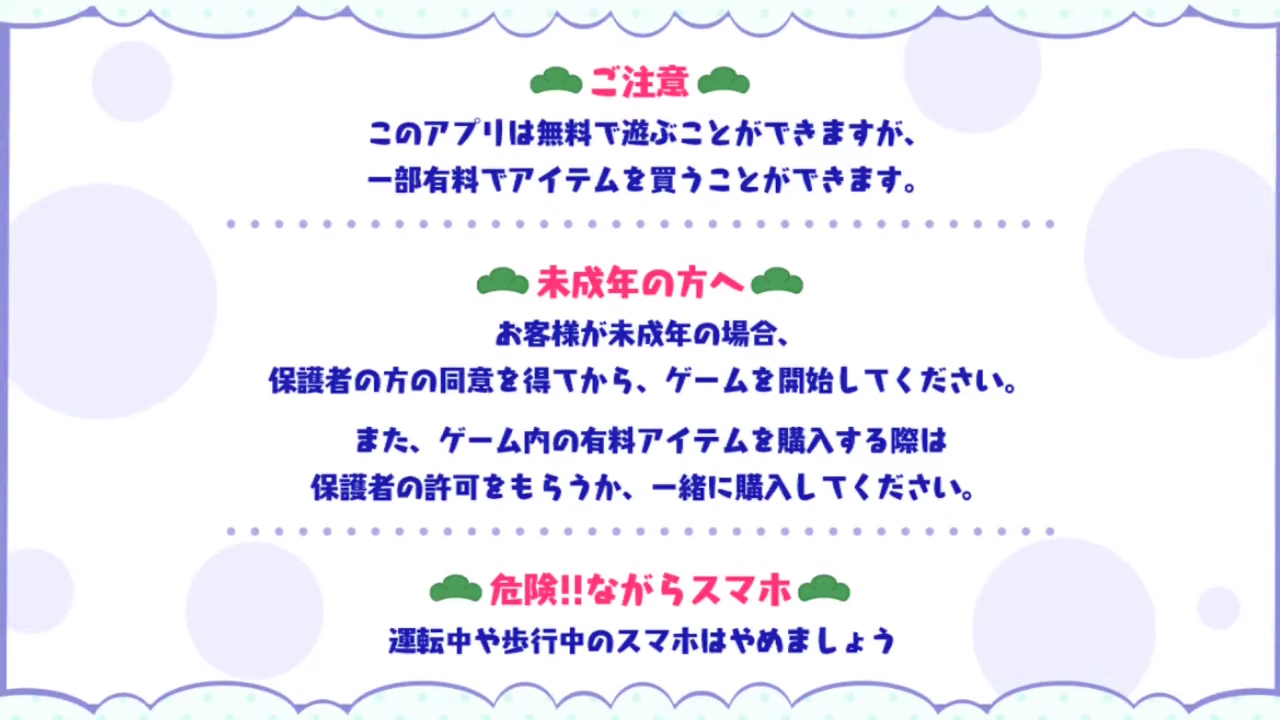 ご注意
このアプリは無料で遊ぶことができますが、
一部有料でアイテムを買うことができます。
未成年の方へ
お客様が未成年の場合、
保護者の方の同意を得てから、ゲームを開始してください。
また、ゲーム内の有料アイテムを購入する際は
保護者の許可をもらうか、一緒に購入してください。
危険!!ながらスマホ
運転中や歩行中のスマホはやめましょう